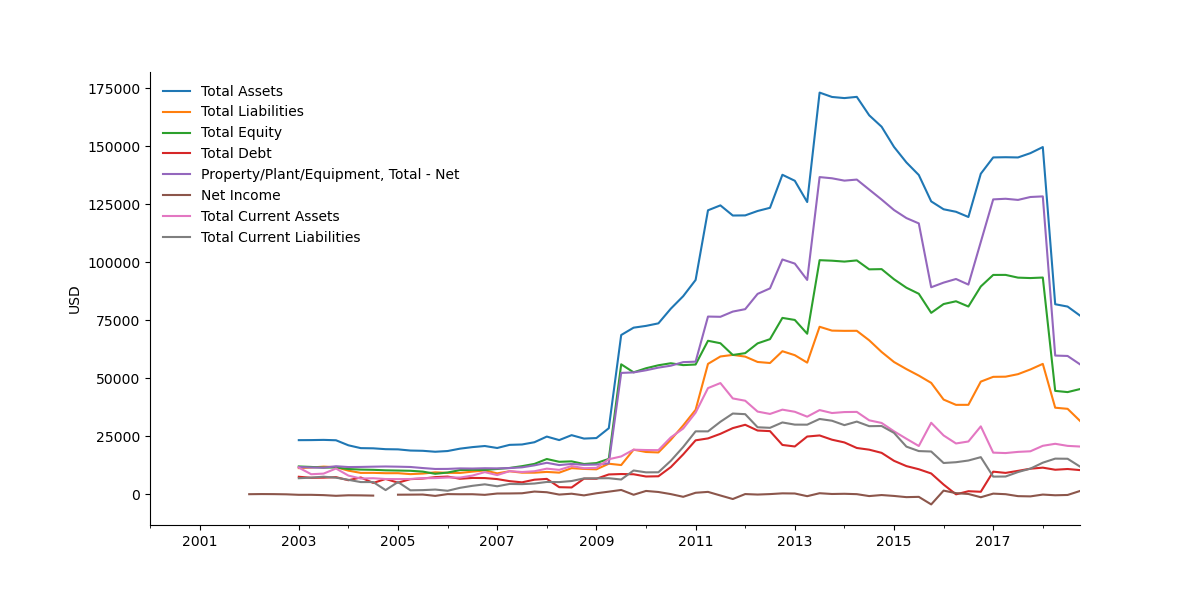 175000
150000
125000
100000
75000
50000
25000
0
USD
Total Assets
Total Liabilities
Total Equity
Total Debt
Property/Plant/Equipment, Total - Net
Net Income
Total Current Assets
Total Current Liabilities
2001 2003 2005 2007 2009 2011 2013 2015 2017